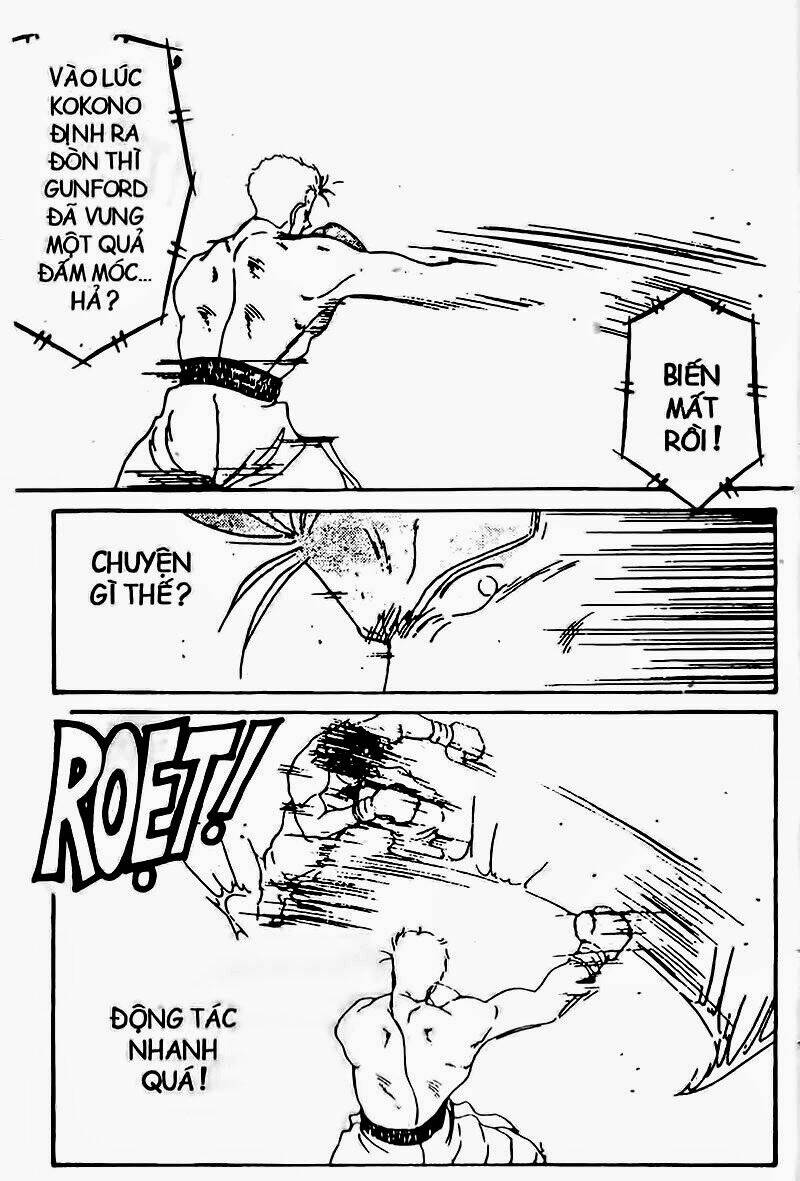 VÀO LÚC
KOKONO
ĐỊNH RA
ĐÒN THÌ
GUNFORD
ĐÃ VUNG
MỘT QUẢ
ĐẤM MÓC...
HẢ?
BIẾN
MẤT
RỒI!
CHUYỆN
GÌ THẾ?
ROẸT!
ĐỘNG TÁC
NHANH
QUÁ!